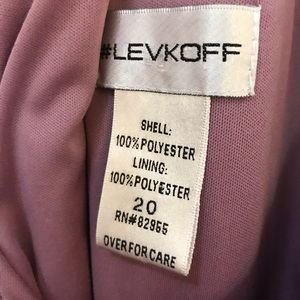 #LEVKOFF
SHELL:
100%POLYESTER
LINING:
100%POLYESTER
20
RN#82955
OVER FOR CARE